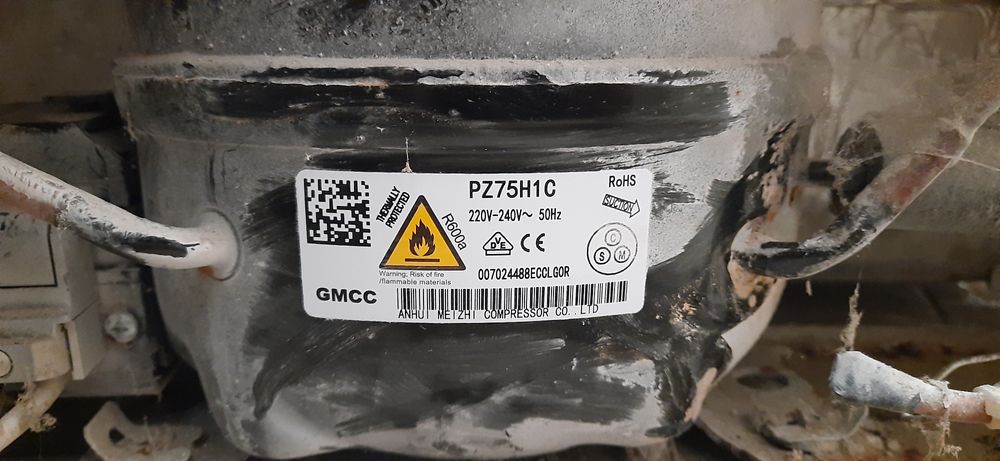 PZ75H1C
RoHS
THERMALLY
PROTECTED
R600a
220V-240V~ 50Hz
SUCTION
VDE CE
C
S M
007024488ECCLGOR
Warning; Risk of fire
/flammable materials
GMCC
ANHUI MEIZHI COMPRESSOR CO.,LTD